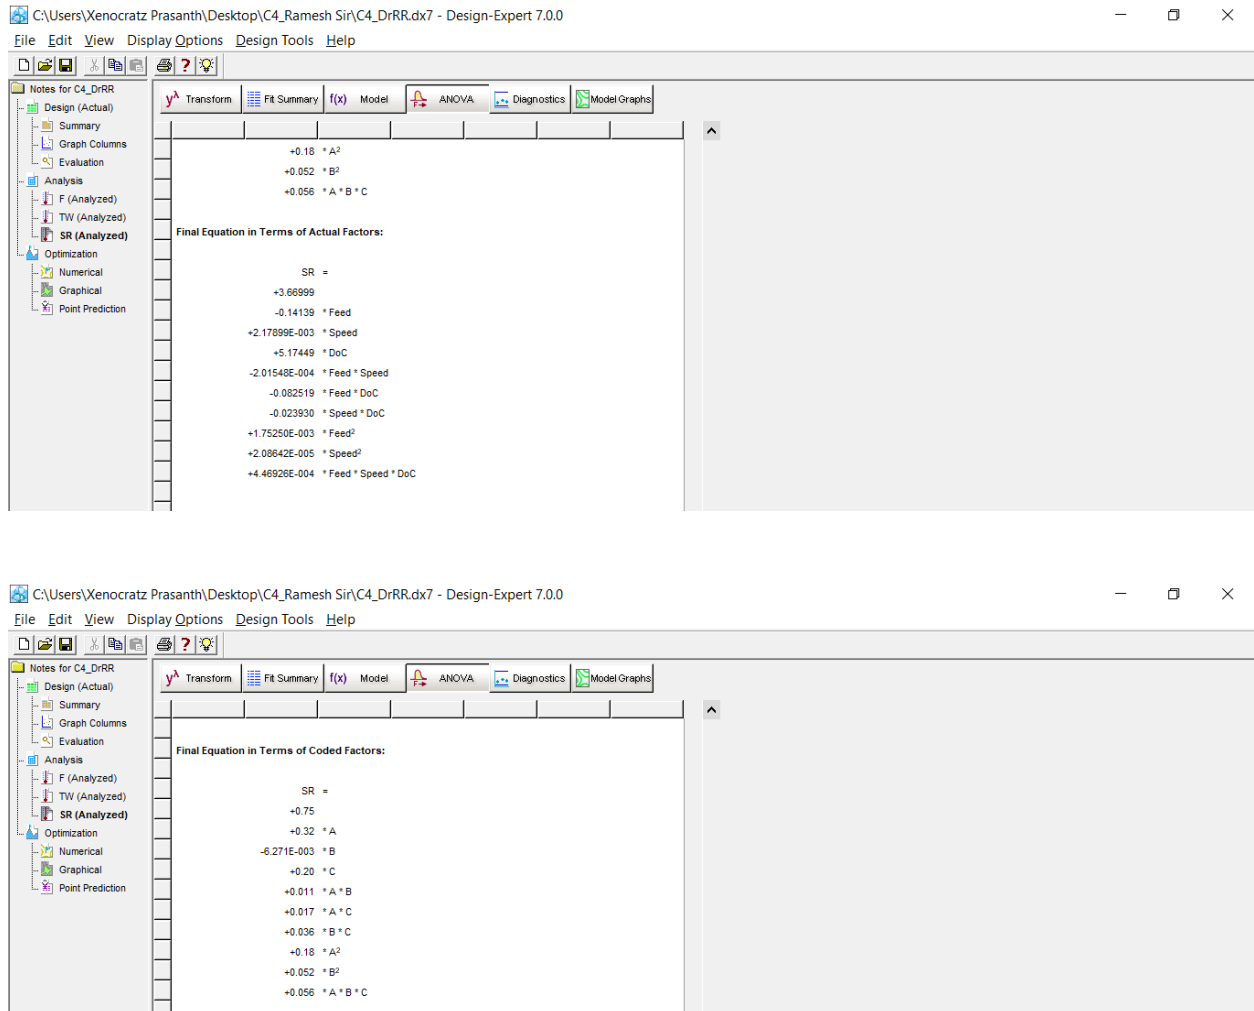 C:\Users\Xenocratz Prasanth\Desktop\C4_Ramesh Sir\C4_DrRR.dx7 - Design-Expert 7.0.0
File Edit View Display Options Design Tools Help
Notes for C4_DrRR
Design (Actual)
Summary
Graph Columns
Evaluation
Analysis
F (Analyzed)
TW (Analyzed)
SR (Analyzed)
Optimization
Numerical
Graphical
Point Prediction
yλ Transform Fit Summary f(x) Model ANOVA Diagnostics Model Graphs
+0.18 * A²
+0.052 * B²
+0.056 * A * B * C
Final Equation in Terms of Actual Factors:
SR =
+3.66999
-0.14139 * Feed
+2.17899E-003 * Speed
+5.17449 * DoC
-2.01548E-004 * Feed * Speed
-0.082519 * Feed * DoC
-0.023930 * Speed * DoC
+1.75250E-003 * Feed²
+2.08642E-005 * Speed²
+4.46926E-004 * Feed * Speed * DoC
C:\Users\Xenocratz Prasanth\Desktop\C4_Ramesh Sir\C4_DrRR.dx7 - Design-Expert 7.0.0
File Edit View Display Options Design Tools Help
Notes for C4_DrRR
Design (Actual)
Summary
Graph Columns
Evaluation
Analysis
F (Analyzed)
TW (Analyzed)
SR (Analyzed)
Optimization
Numerical
Graphical
Point Prediction
yλ Transform Fit Summary f(x) Model ANOVA Diagnostics Model Graphs
Final Equation in Terms of Coded Factors:
SR =
+0.75
+0.32 * A
-6.271E-003 * B
+0.20 * C
+0.011 * A * B
+0.017 * A * C
+0.036 * B * C
+0.18 * A²
+0.052 * B²
+0.056 * A * B * C